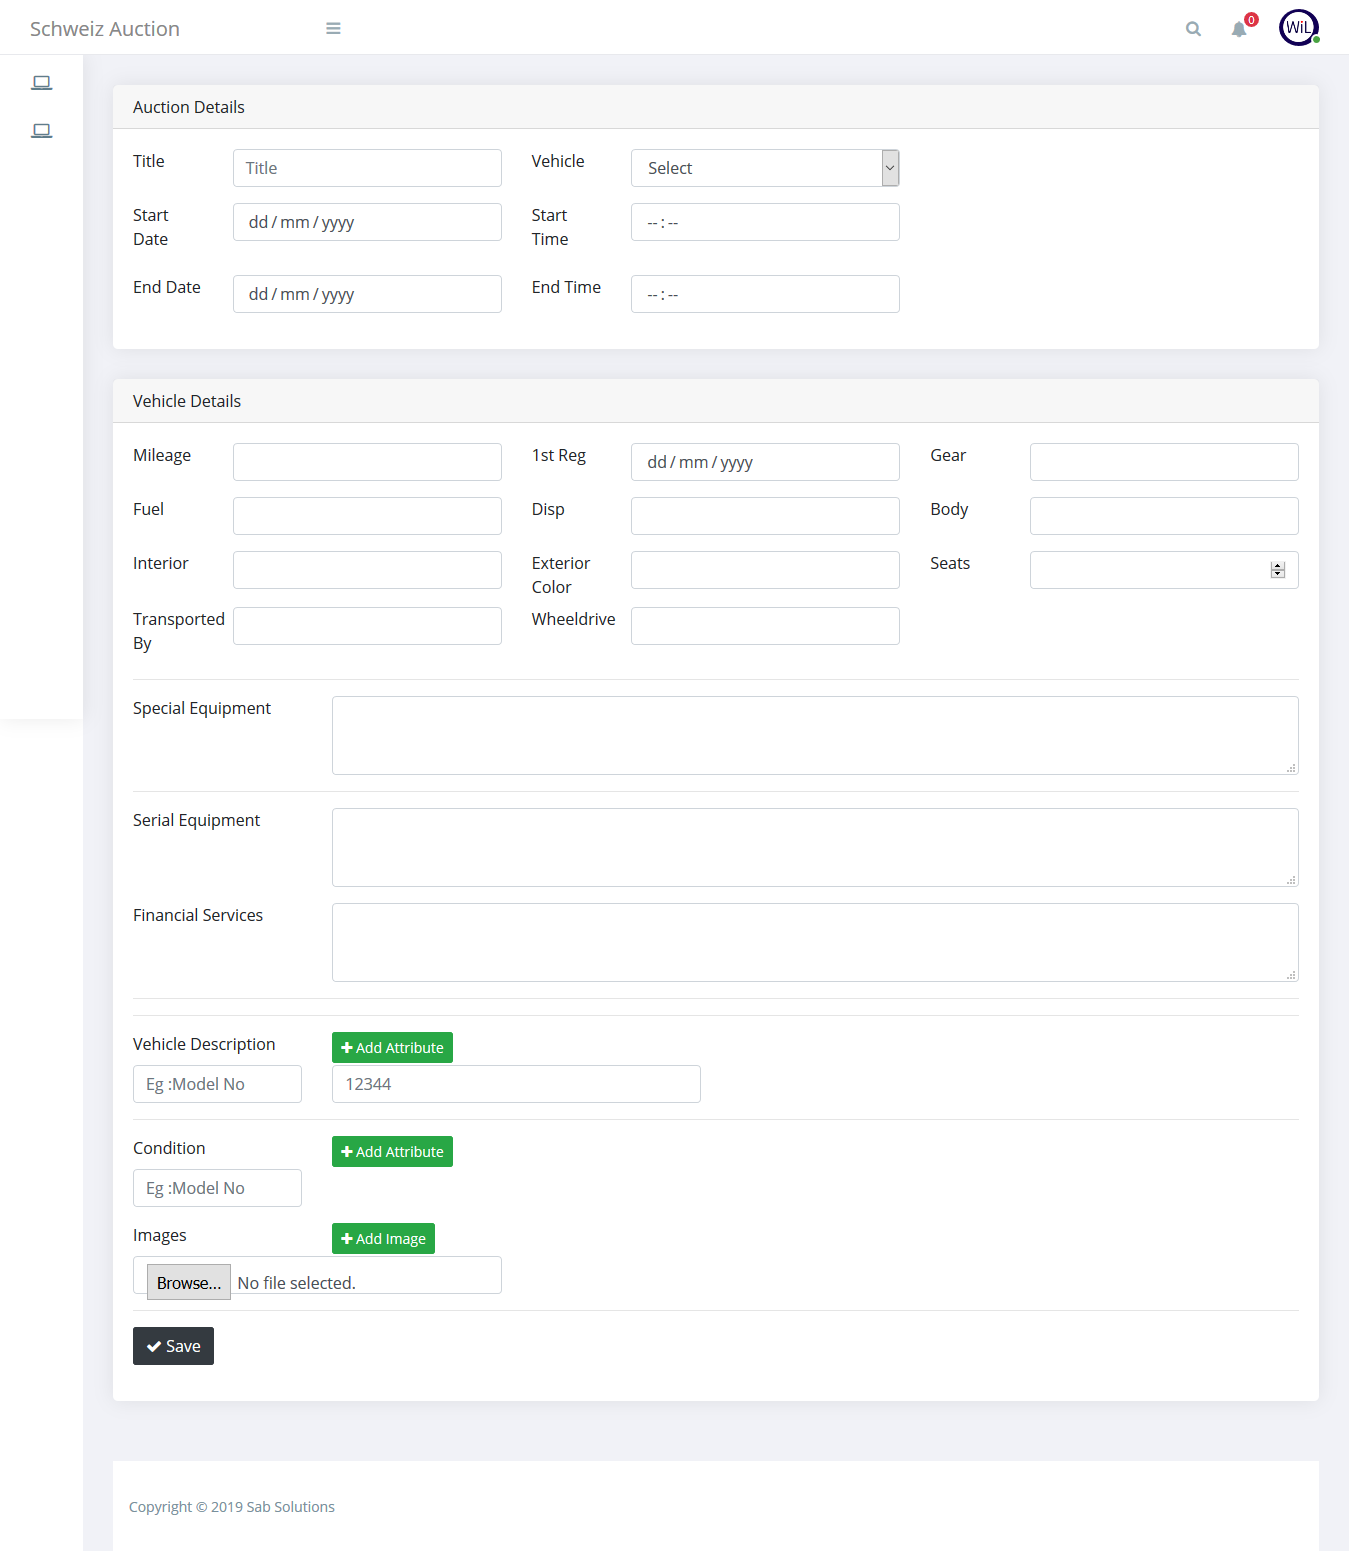 Schweiz Auction
0
WiL
Auction Details
Title Title Vehicle Select
Start Date dd / mm / yyyy Start Time -- : --
End Date dd / mm / yyyy End Time -- : --
Vehicle Details
Mileage 1st Reg dd / mm / yyyy Gear
Fuel Disp Body
Interior Exterior Color Seats
Transported By Wheeldrive
Special Equipment
Serial Equipment
Financial Services
Vehicle Description Add Attribute
Eg :Model No 12344
Condition Add Attribute
Eg :Model No
Images Add Image
Browse... No file selected.
Save
Copyright © 2019 Sab Solutions